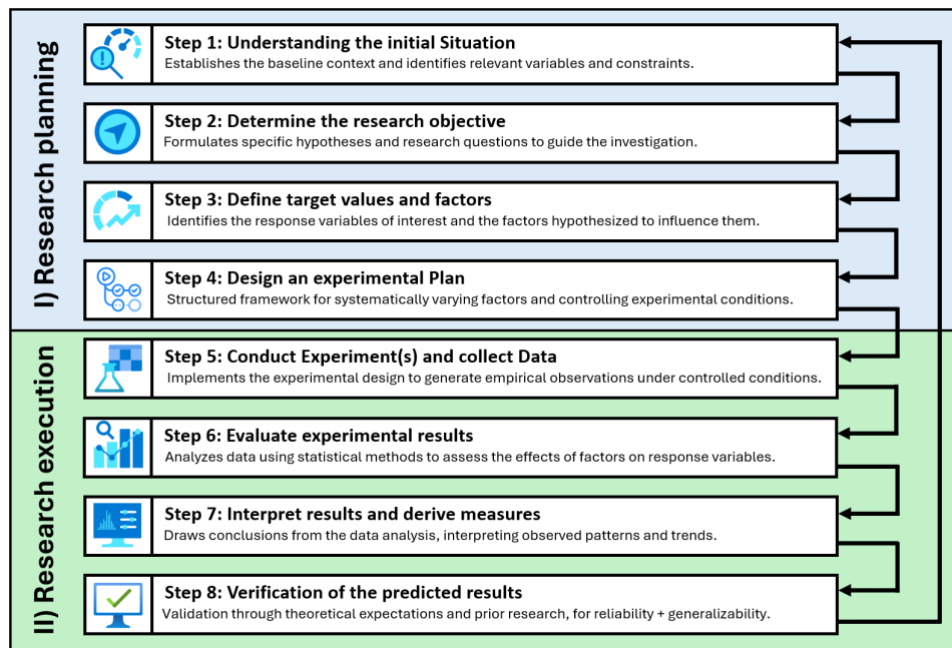 I) Research planning
Step 1: Understanding the initial Situation
Establishes the baseline context and identifies relevant variables and constraints.
Step 2: Determine the research objective
Formulates specific hypotheses and research questions to guide the investigation.
Step 3: Define target values and factors
Identifies the response variables of interest and the factors hypothesized to influence them.
Step 4: Design an experimental Plan
Structured framework for systematically varying factors and controlling experimental conditions.
II) Research execution
Step 5: Conduct Experiment(s) and collect Data
Implements the experimental design to generate empirical observations under controlled conditions.
Step 6: Evaluate experimental results
Analyzes data using statistical methods to assess the effects of factors on response variables.
Step 7: Interpret results and derive measures
Draws conclusions from the data analysis, interpreting observed patterns and trends.
Step 8: Verification of the predicted results
Validation through theoretical expectations and prior research, for reliability + generalizability.